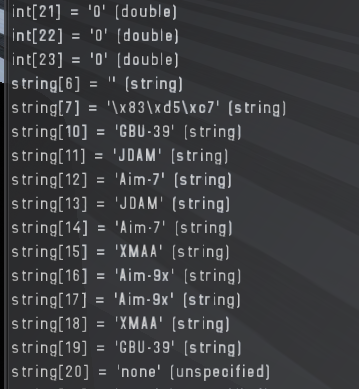 int[21] = '0' (double)
int[22] = '0' (double)
int[23] = '0' (double)
string[6] = '' (string)
string[7] = '\x83\xd5\xc7' (string)
string[10] = 'GBU-39' (string)
string[11] = 'JDAM' (string)
string[12] = 'Aim-7' (string)
string[13] = 'JDAM' (string)
string[14] = 'Aim-7' (string)
string[15] = 'XMAA' (string)
string[16] = 'Aim-9x' (string)
string[17] = 'Aim-9x' (string)
string[18] = 'XMAA' (string)
string[19] = 'GBU-39' (string)
string[20] = 'none' (unspecified)